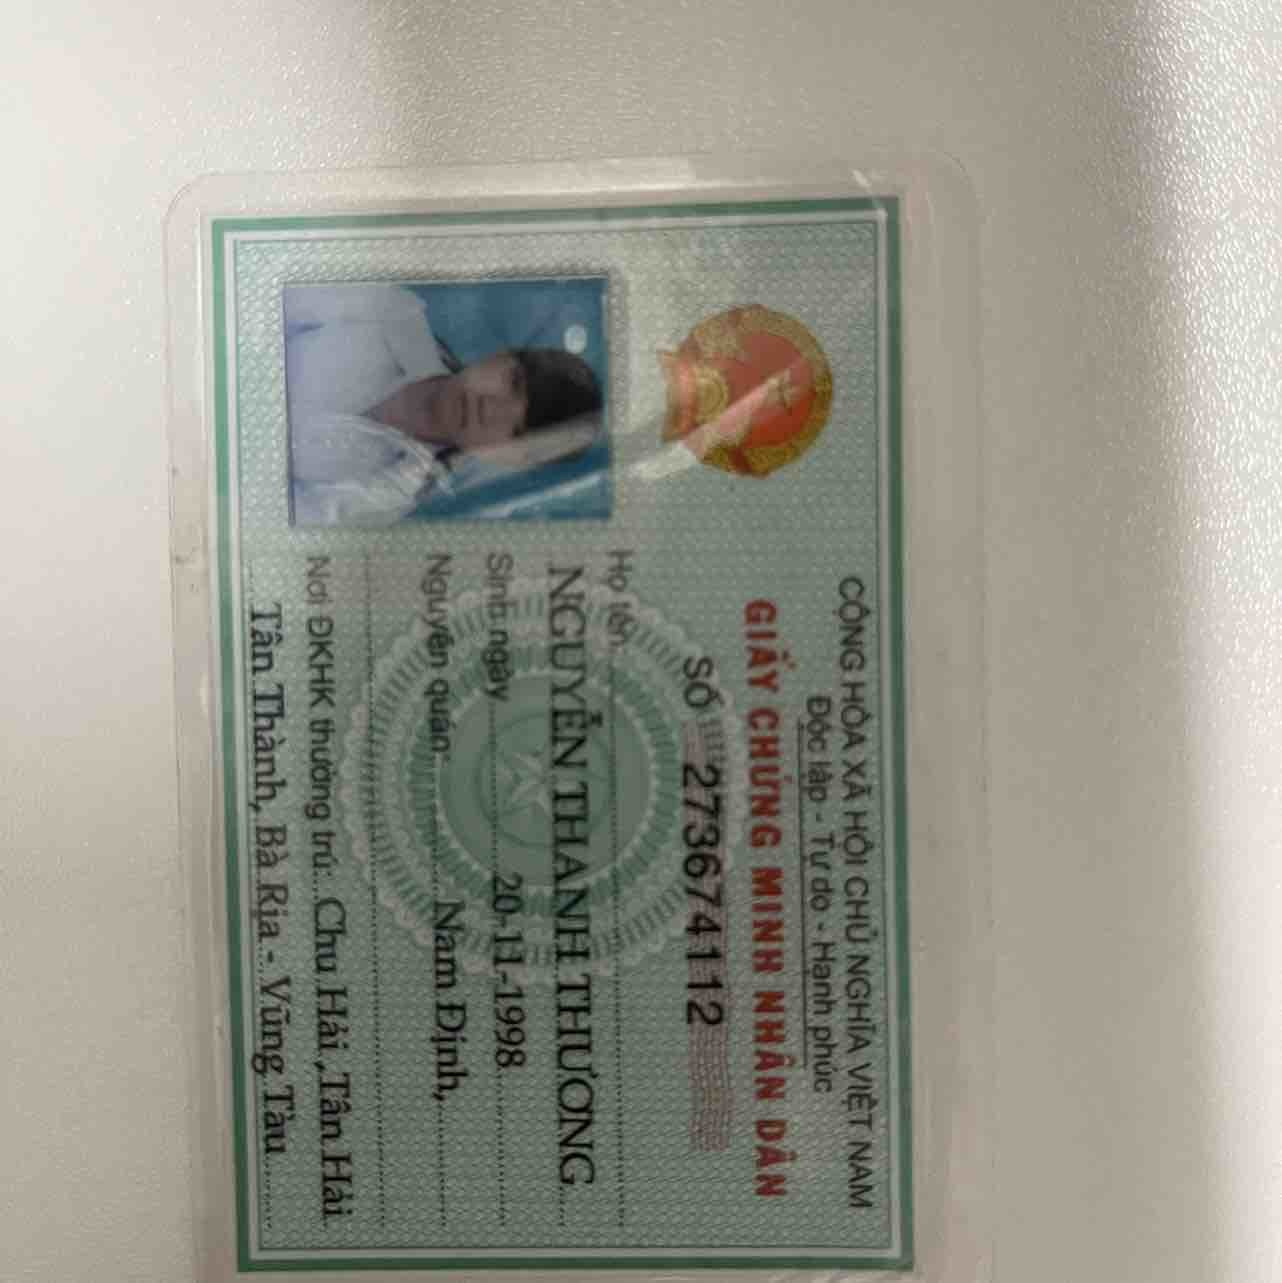 CỘNG HÒA XÃ HỘI CHỦ NGHĨA VIỆT NAM
Độc lập - Tự do - Hạnh phúc
GIẤY CHỨNG MINH NHÂN DÂN
SỐ 273674112
Họ tên:
NGUYỄN THANH THƯƠNG
Sinh ngày 20-11-1998
Nguyên quán: Nam Định,
Nơi ĐKHK thường trú: Chu Hải, Tân Hải
Tân Thành, Bà Rịa - Vũng Tàu